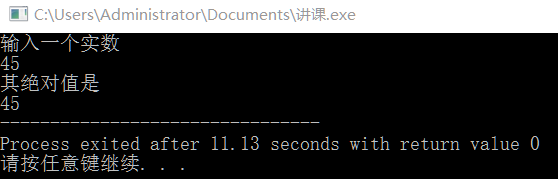 C:\Users\Administrator\Documents\讲课.exe
输入一个实数
45
其绝对值是
45
--------------------------------
Process exited after 11.13 seconds with return value 0
请按任意键继续. . .